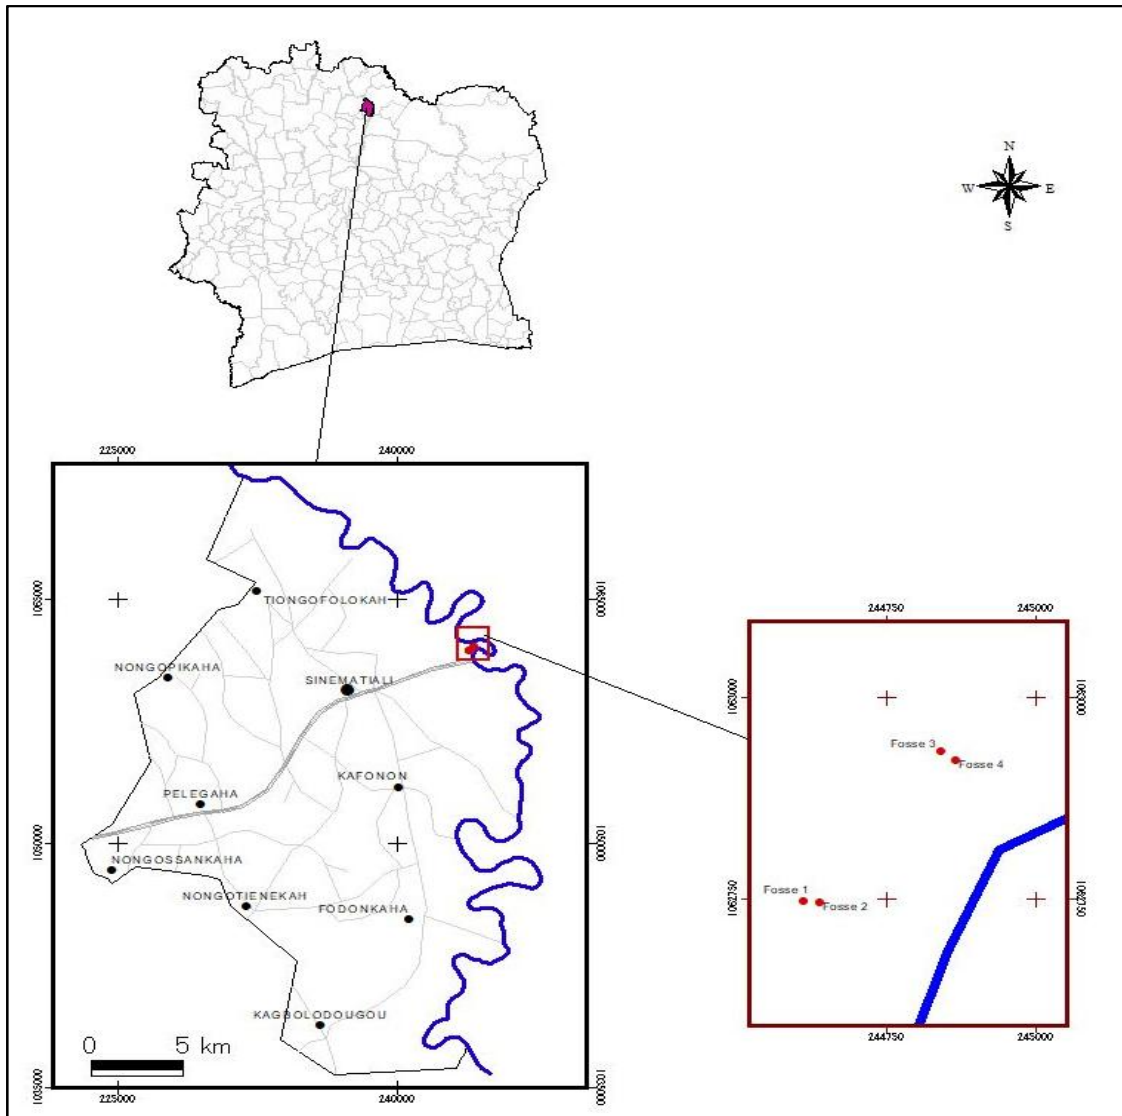 N
W E
S
225000 240000
1065000 1065000
TIONGOFOLOKAH
NONGOPIKAHA
SINEMATIALI
KAFONON
PELEGAHA
1050000 1050000
NONGOSSANKAHA
NONGOTIENEKAH
FODONKAHA
KAGBOLODOUGOU
0 5 km
1035000 1035000
225000 240000
244750 245000
1063000 1063000
Fosse 3
Fosse 4
Fosse 1
Fosse 2
1062750 1062750
244750 245000